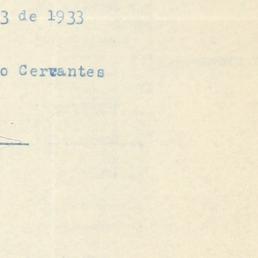 3 de 1933
o Cervantes